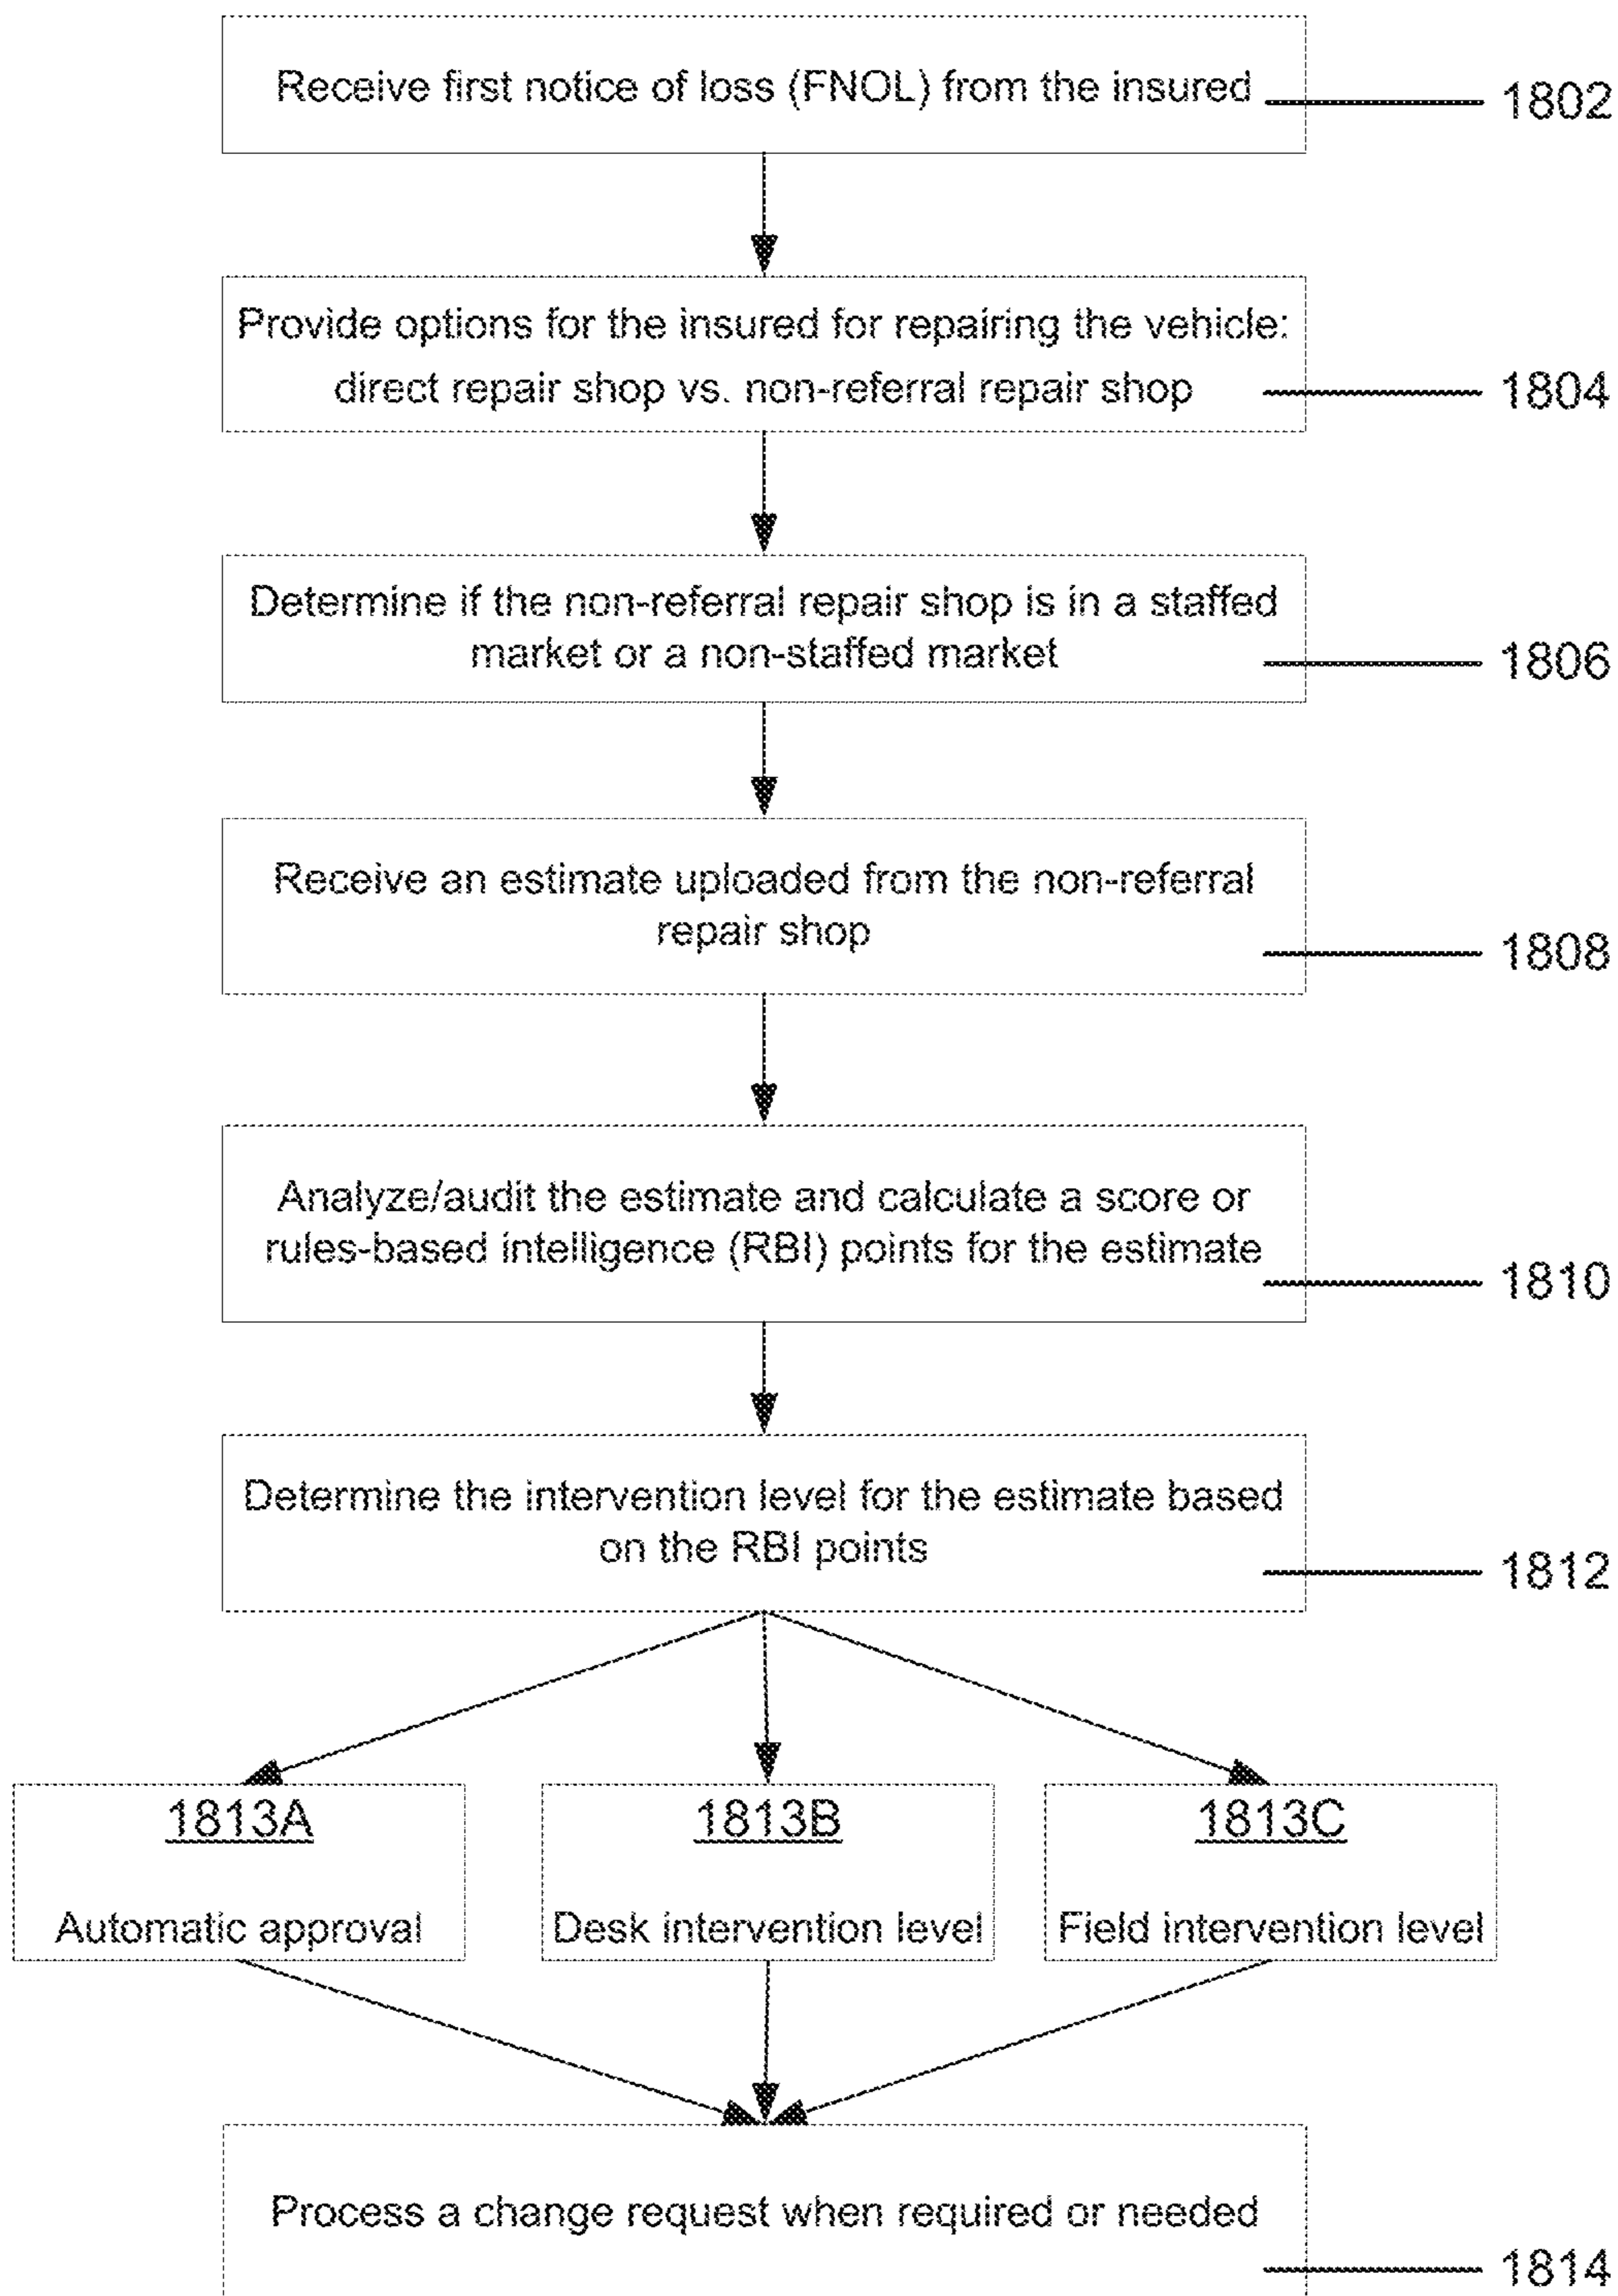 Receive first notice of loss (FNOL) from the insured
1802
Provide options for the insured for repairing the vehicle:
direct repair shop vs. non-referral repair shop
1804
Determine if the non-referral repair shop is in a staffed
market or a non-staffed market
1806
Receive an estimate uploaded from the non-referral
repair shop
1808
Analyze/audit the estimate and calculate a score or
rules-based intelligence (RBI) points for the estimate
1810
Determine the intervention level for the estimate based
on the RBI points
1812
1813A
Automatic approval
1813B
Desk intervention level
1813C
Field intervention level
Process a change request when required or needed
1814